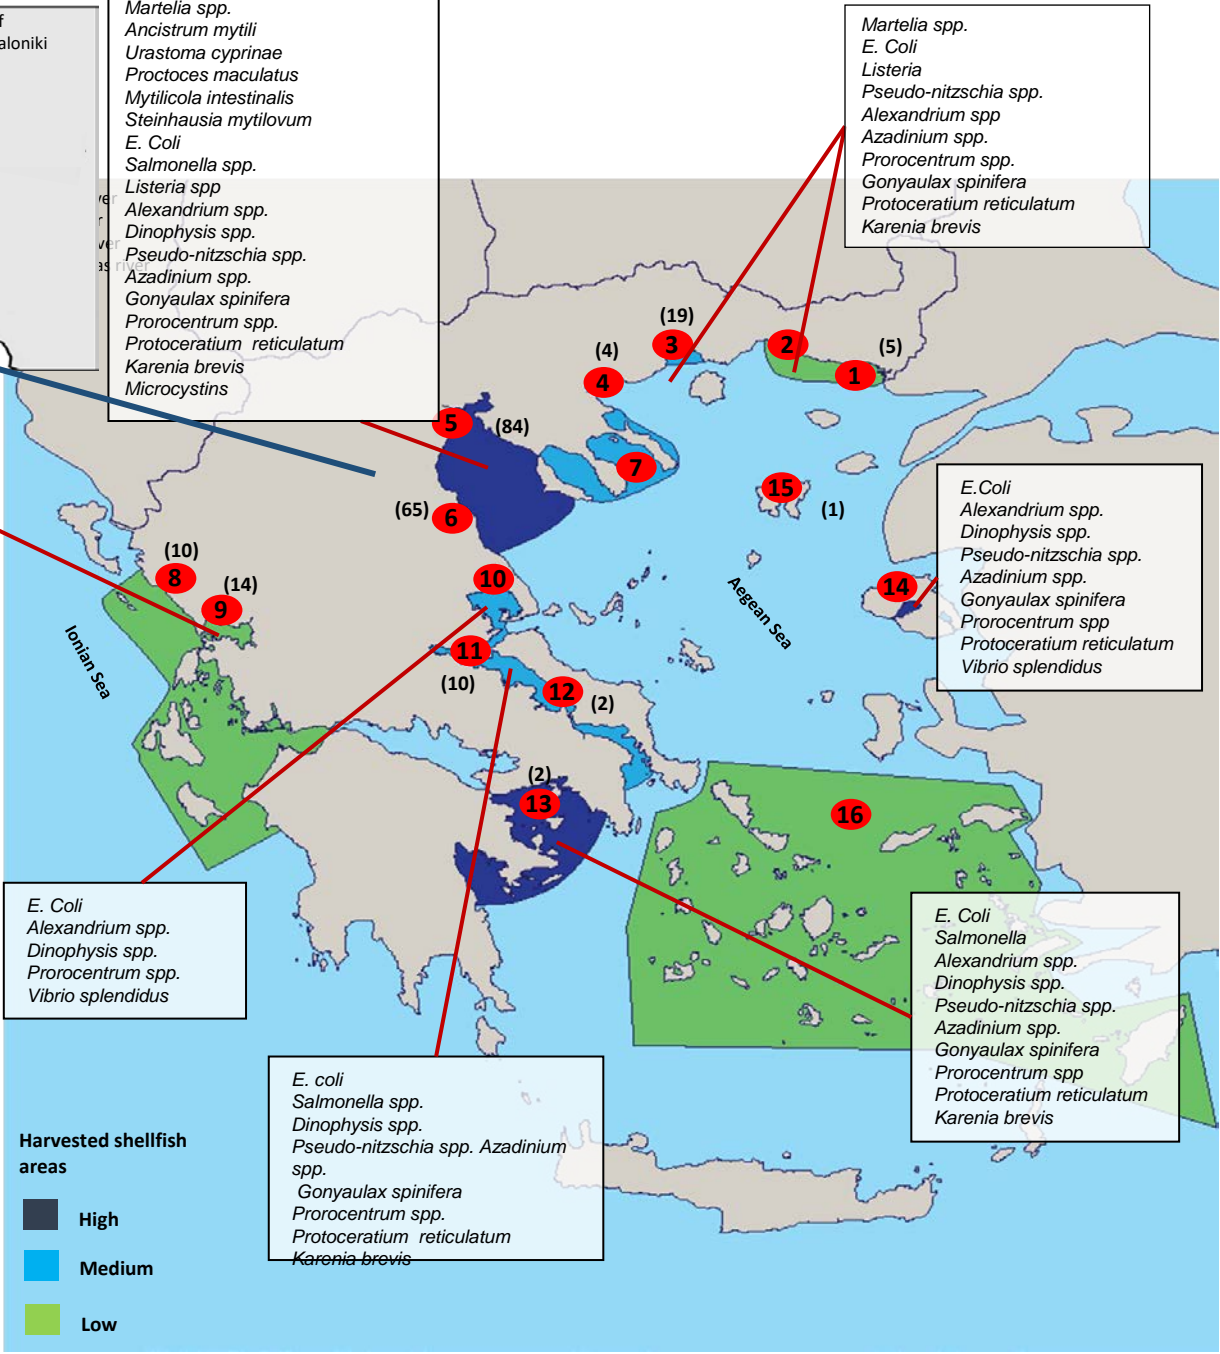 aloniki
Martelia spp.
Ancistrum mytili
Urastoma cyprinae
Proctoces maculatus
Mytilicola intestinalis
Steinhausia mytilovum
E. Coli
Salmonella spp.
Listeria spp
Alexandrium spp.
Dinophysis spp.
Pseudo-nitzschia spp.
Azadinium spp.
Gonyaulax spinifera
Prorocentrum spp.
Protoceratium reticulatum
Karenia brevis
Microcystins
as river
Martelia spp.
E. Coli
Listeria
Pseudo-nitzschia spp.
Alexandrium spp
Azadinium spp.
Prorocentrum spp.
Gonyaulax spinifera
Protoceratium reticulatum
Karenia brevis
(19)
3
2
(5)
1
(4)
4
5
(84)
7
15
(1)
(65)
6
(10)
8
(14)
9
10
14
Ionian Sea
Aegean Sea
11
(10)
12
(2)
(2)
13
16
E.Coli
Alexandrium spp.
Dinophysis spp.
Pseudo-nitzschia spp.
Azadinium spp.
Gonyaulax spinifera
Prorocentrum spp
Protoceratium reticulatum
Vibrio splendidus
E. Coli
Alexandrium spp.
Dinophysis spp.
Prorocentrum spp.
Vibrio splendidus
E. Coli
Salmonella
Alexandrium spp.
Dinophysis spp.
Pseudo-nitzschia spp.
Azadinium spp.
Gonyaulax spinifera
Prorocentrum spp
Protoceratium reticulatum
Karenia brevis
E. coli
Salmonella spp.
Dinophysis spp.
Pseudo-nitzschia spp. Azadinium
spp.
Gonyaulax spinifera
Prorocentrum spp.
Protoceratium reticulatum
Karenia brevis
Harvested shellfish
areas
High
Medium
Low